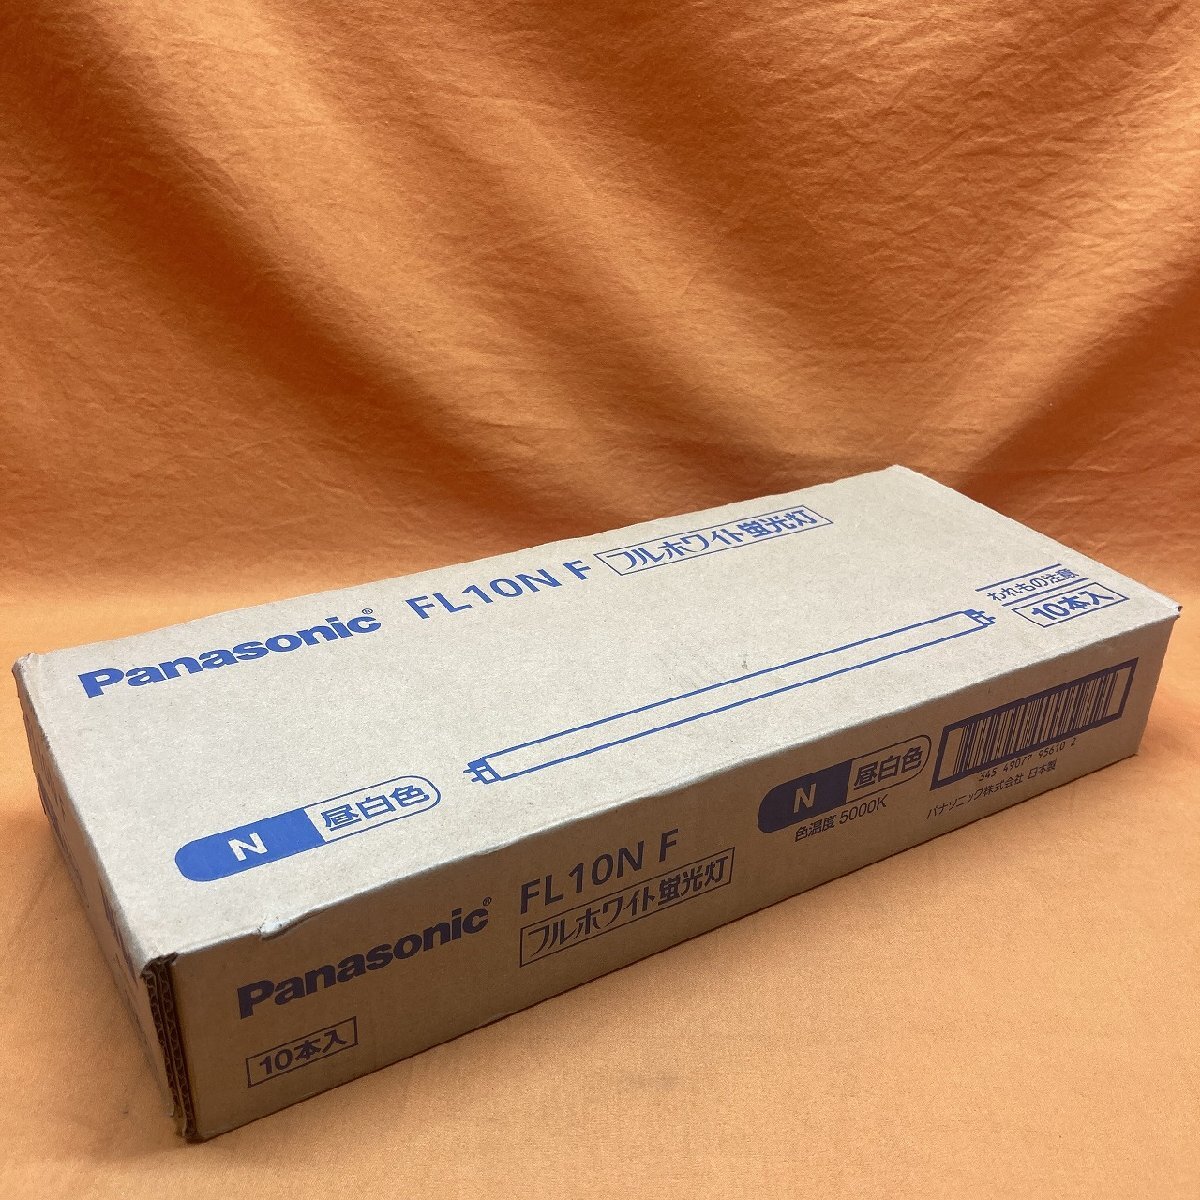 Panasonic® FL10N F フルホワイト蛍光灯
われもの注意
10本入
N 昼白色
Panasonic® FL10N F
フルホワイト蛍光灯
10本入
N 昼白色
色温度 5000K
パナソニック株式会社 日本製